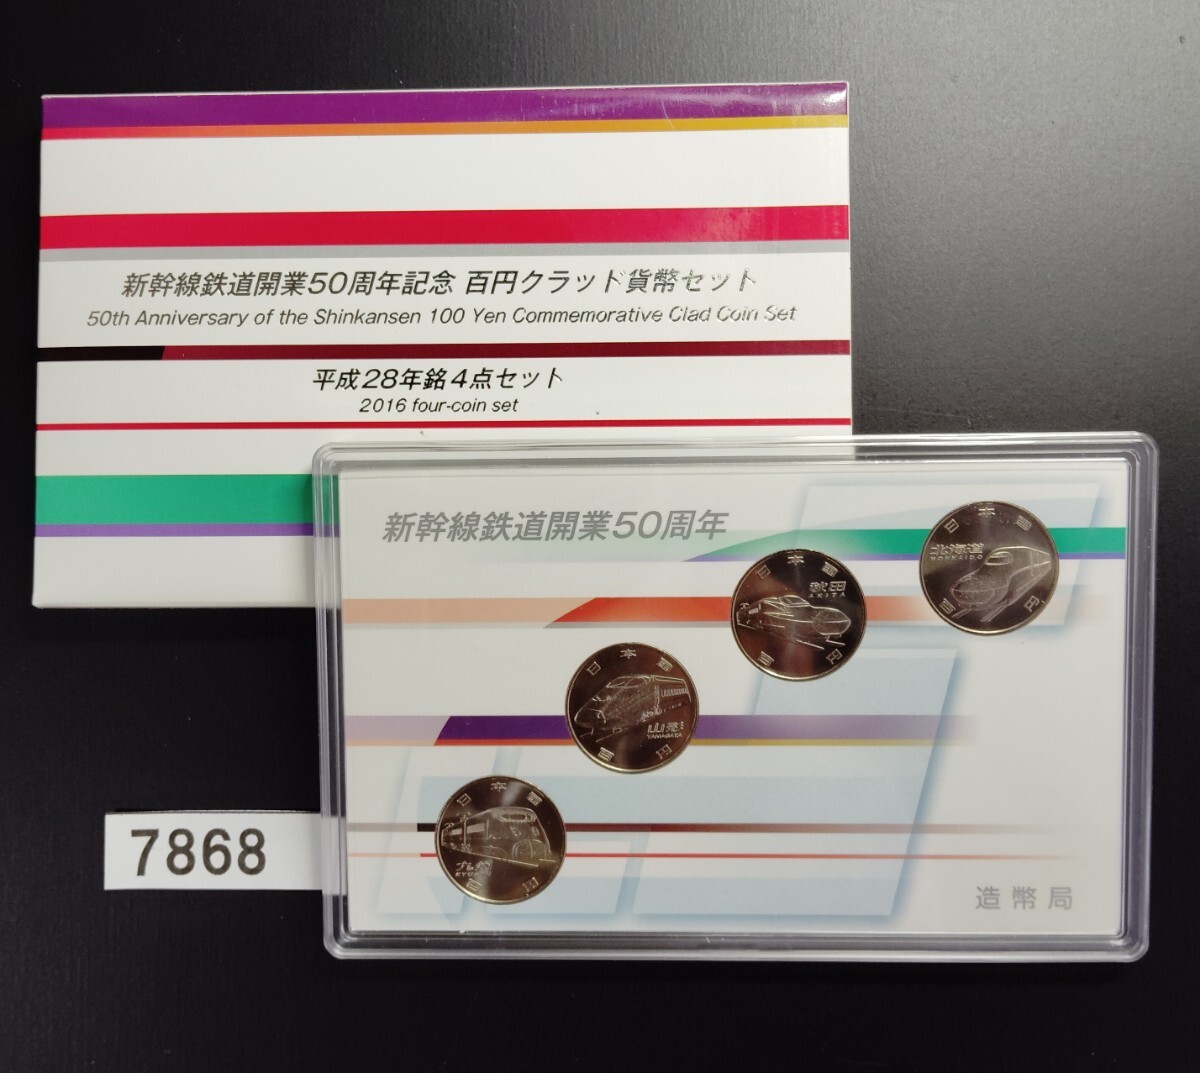 新幹線鉄道開業50周年記念 百円クラッド貨幣セット
50th Anniversary of the Shinkansen 100 Yen Commemorative Clad Coin Set
平成28年銘4点セット
2016 four-coin set
新幹線鉄道開業50周年
日本国
北海道
HOKKAIDO
百円
日本国
秋田
AKITA
百円
日本国
山形
YAMAGATA
百円
日本国
九州
KYUSHU
百円
7868
造幣局